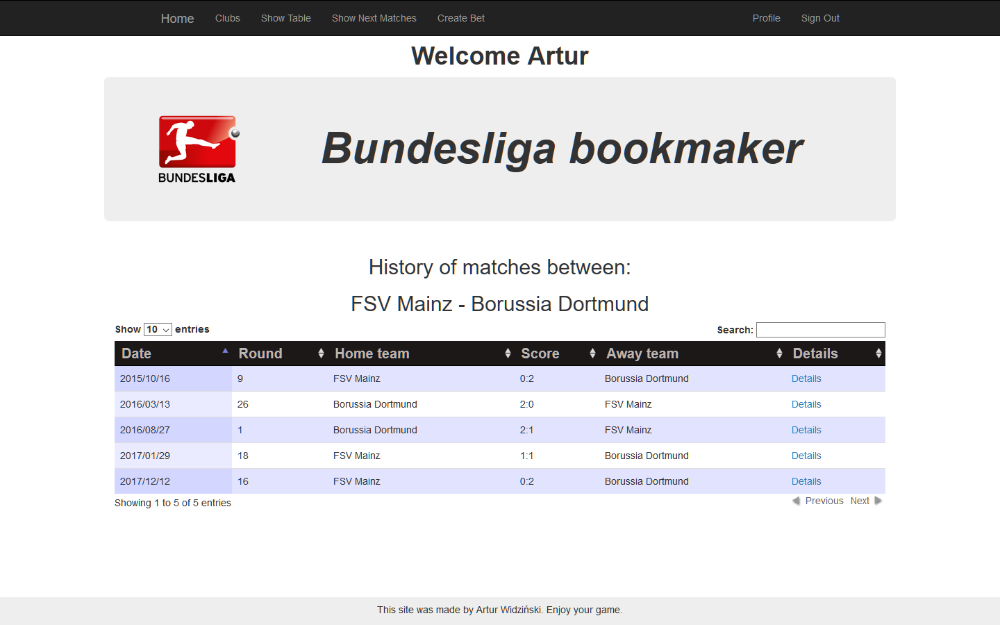 Home Clubs Show Table Show Next Matches Create Bet Profile Sign Out
Welcome Artur
BUNDESLIGA
Bundesliga bookmaker
History of matches between:
FSV Mainz - Borussia Dortmund
Show 10 entries Search:
Date Round Home team Score Away team Details
2015/10/16 9 FSV Mainz 0:2 Borussia Dortmund Details
2016/03/13 26 Borussia Dortmund 2:0 FSV Mainz Details
2016/08/27 1 Borussia Dortmund 2:1 FSV Mainz Details
2017/01/29 18 FSV Mainz 1:1 Borussia Dortmund Details
2017/12/12 16 FSV Mainz 0:2 Borussia Dortmund Details
Showing 1 to 5 of 5 entries Previous Next
This site was made by Artur Widziński. Enjoy your game.